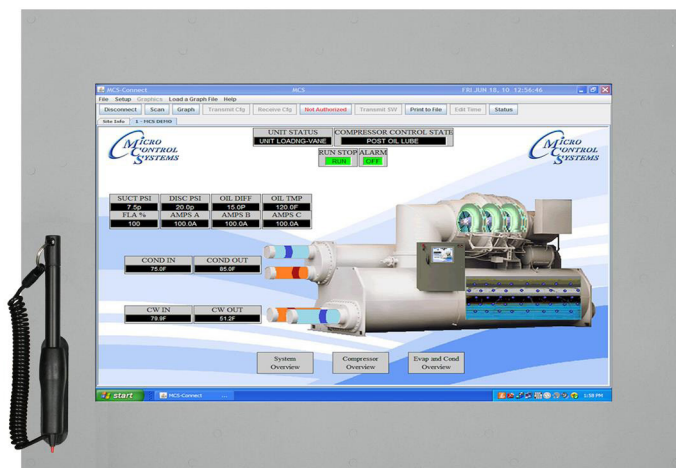 MCS-Connect MCS FRI JUN 18, 10 12:56:46
File Setup Graphics Load a Graph File Help
Disconnect Scan Graph Transmit Cfg Receive Cfg Not Authorized Transmit SW Print to File Edit Time Status
Site Info 1 - MCS DEMO
MICRO CONTROL SYSTEMS
UNIT STATUS COMPRESSOR CONTROL STATE
UNIT LOADNG-VANE POST OIL LUBE
RUN STOP ALARM
RUN OFF
MICRO CONTROL SYSTEMS
SUCT PSI DISC PSI OIL DIFF OIL TMP
7.5p 20.0p 15.0P 120.0F
FLA % AMPS A AMPS B AMPS C
100 100.0A 100.0A 100.0A
COND IN COND OUT
75.0F 85.0F
CW IN CW OUT
51.2F
System Overview
Compressor Overview
Evap and Cond Overview
start MCS-Connect ... 1:58 PM